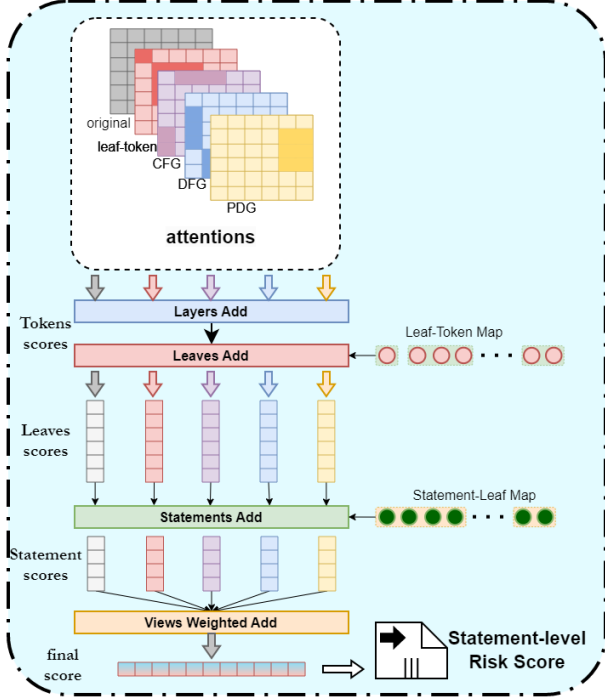 original
leaf-token
CFG
DFG
PDG
attentions
Layers Add
Tokens
scores
Leaf-Token Map
Leaves Add
Leaves
scores
Statement-Leaf Map
Statements Add
Statement
scores
Views Weighted Add
final
score
Statement-level
Risk Score